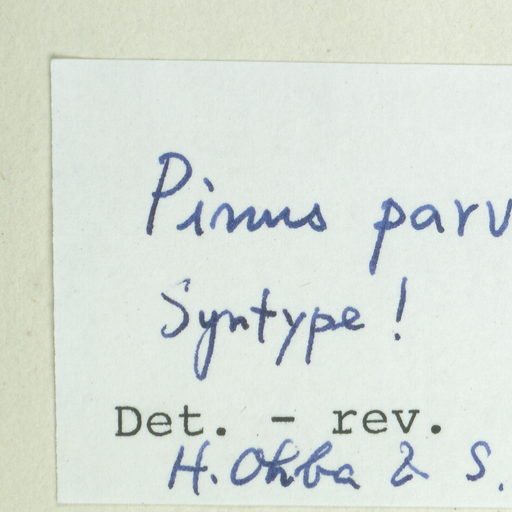 Pinus parv
Syntype!
Det. - rev.
H. Ohba & S.